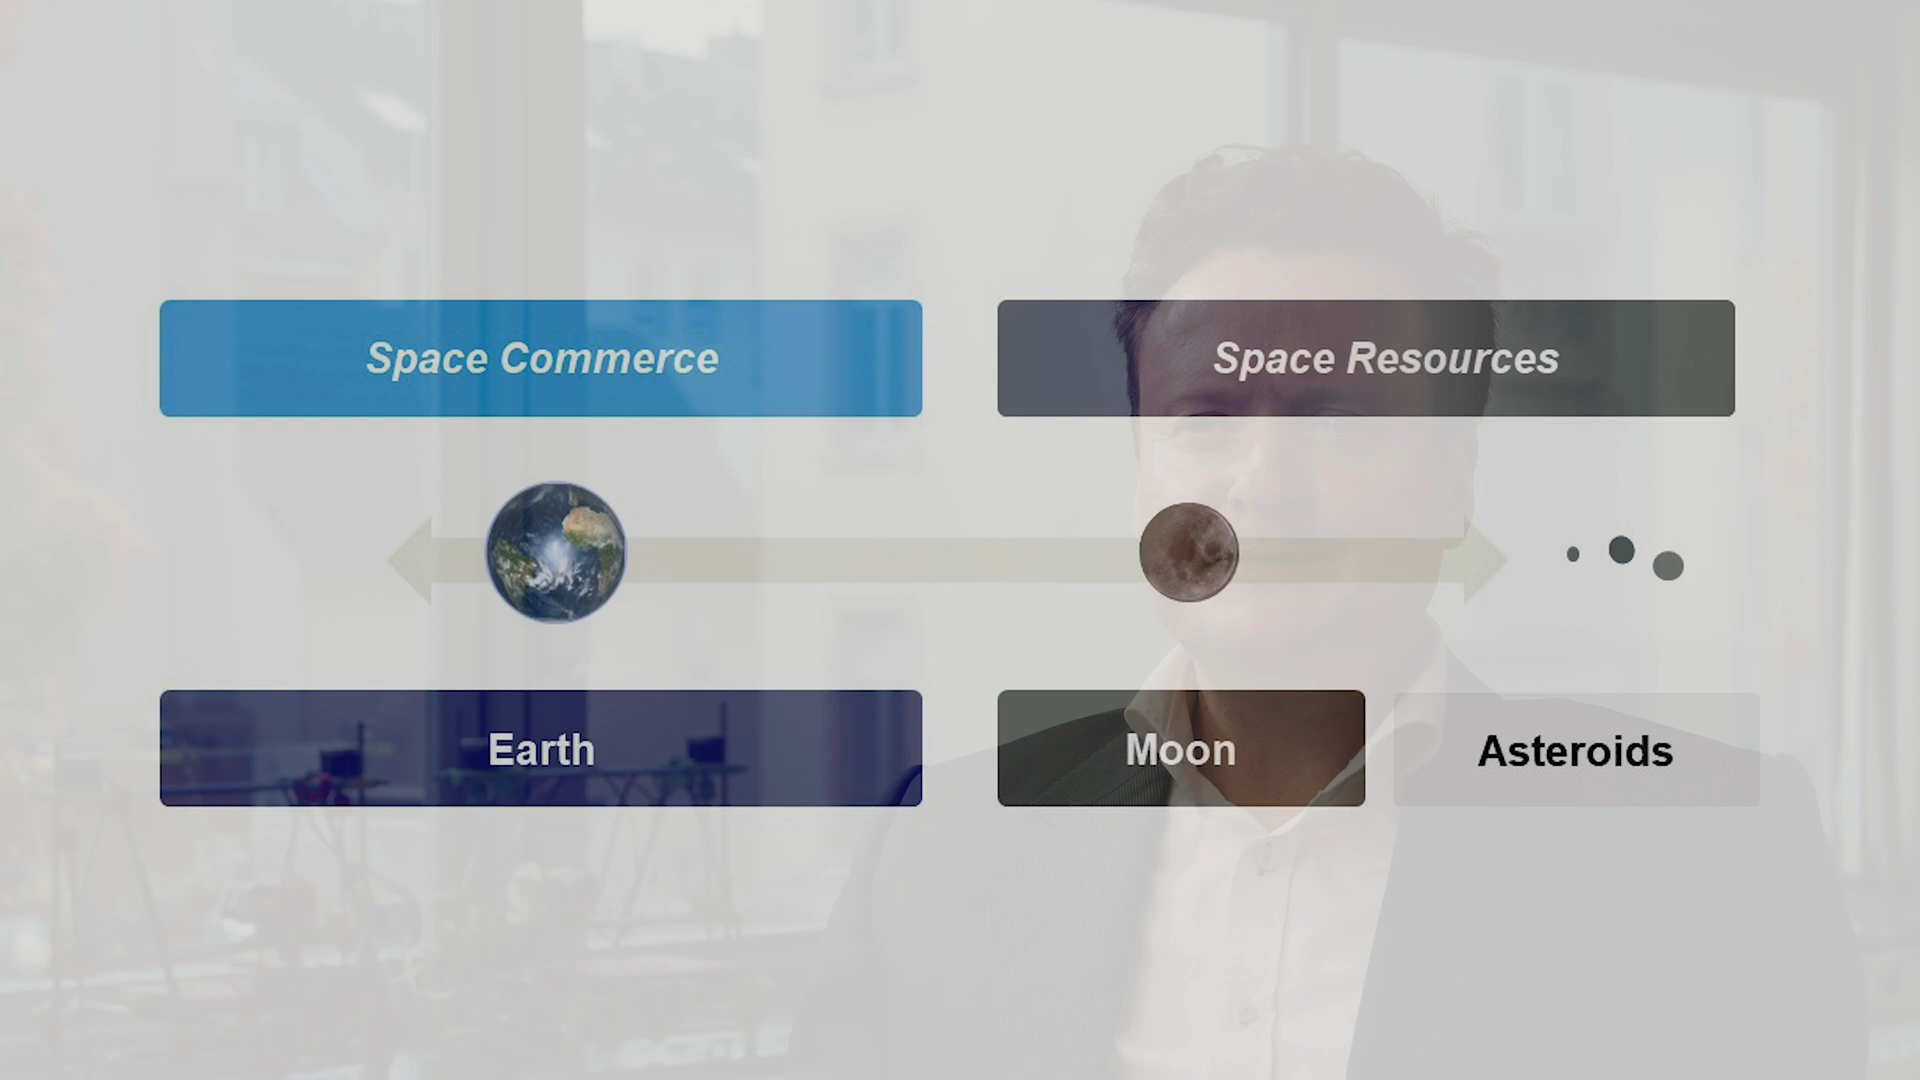 Space Commerce
Space Resources
Earth
Moon
Asteroids